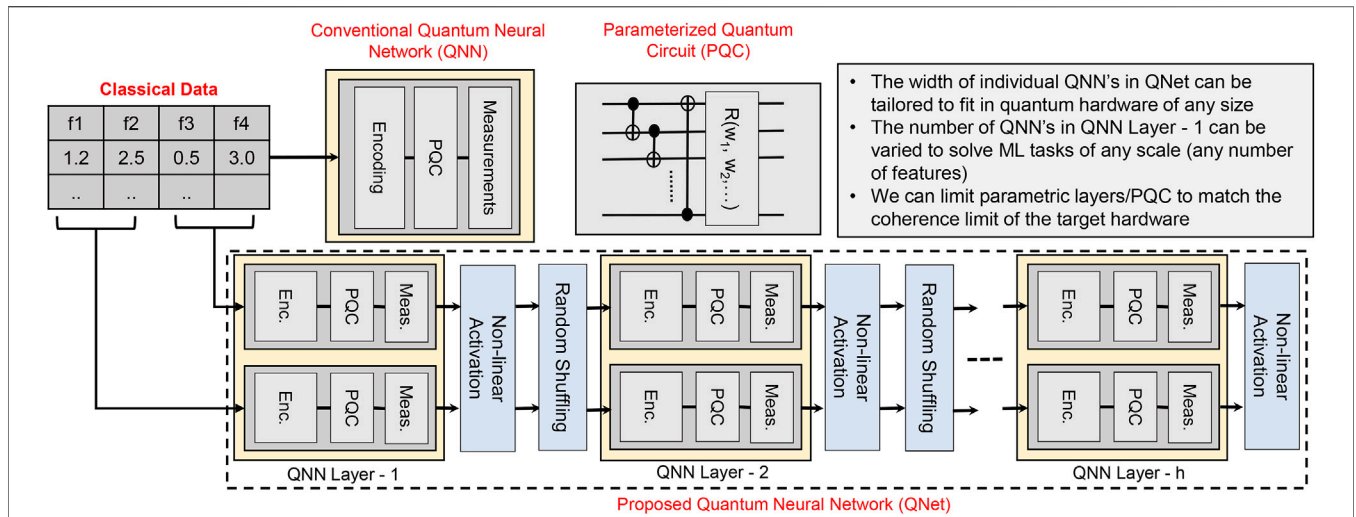 Conventional Quantum Neural
Network (QNN)
Parameterized Quantum
Circuit (PQC)
Classical Data
f1 f2 f3 f4
1.2 2.5 0.5 3.0
.. ..
Encoding
PQC
Measurements
R(w1, w2,...)
........
• The width of individual QNN's in QNet can be
tailored to fit in quantum hardware of any size
• The number of QNN's in QNN Layer - 1 can be
varied to solve ML tasks of any scale (any number
of features)
• We can limit parametric layers/PQC to match the
coherence limit of the target hardware
Enc.
PQC
Meas.
Enc.
PQC
Meas.
Non-linear
Activation
Random Shuffling
Enc.
PQC
Meas.
Enc.
PQC
Meas.
Non-linear
Activation
Random Shuffling
Enc.
PQC
Meas.
Enc.
PQC
Meas.
Non-linear
Activation
QNN Layer - 1
QNN Layer - 2
QNN Layer - h
Proposed Quantum Neural Network (QNet)